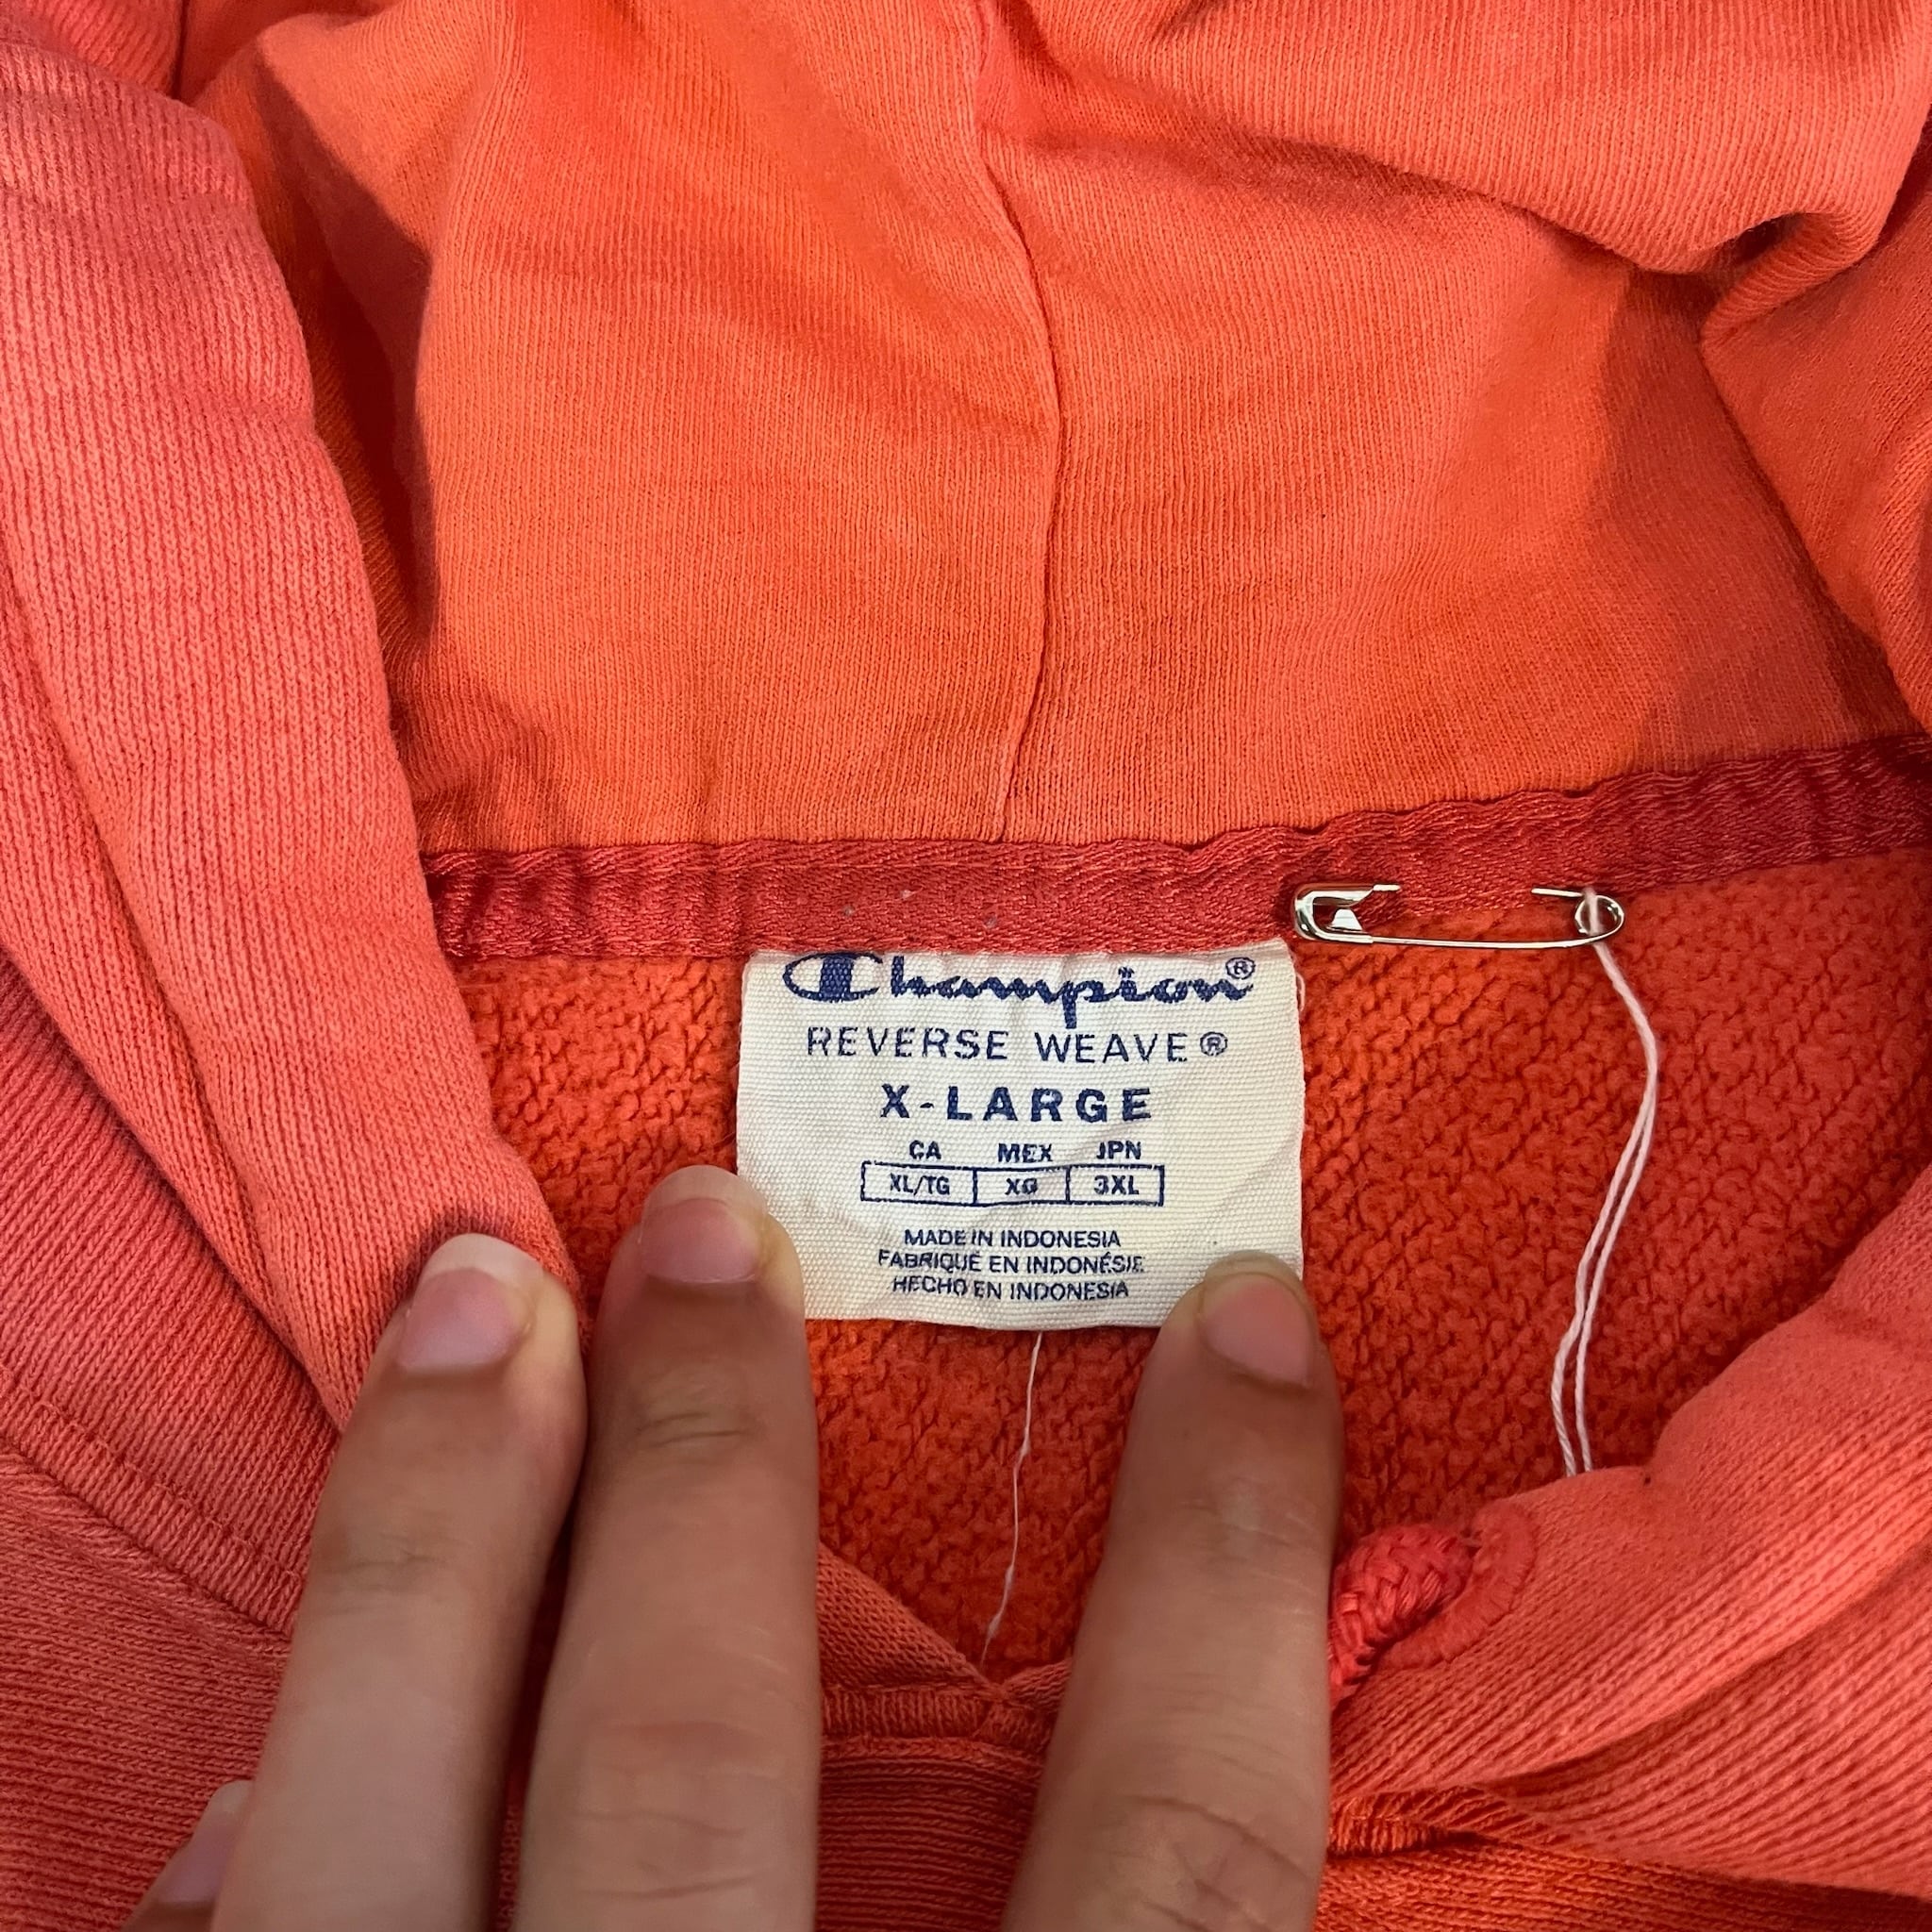 Champion®
REVERSE WEAVE®
X-LARGE
CA MEX JPN
XL/TG XG 3XL
MADE IN INDONESIA
FABRIQUÉ EN INDONÉSIE
HECHO EN INDONESIA